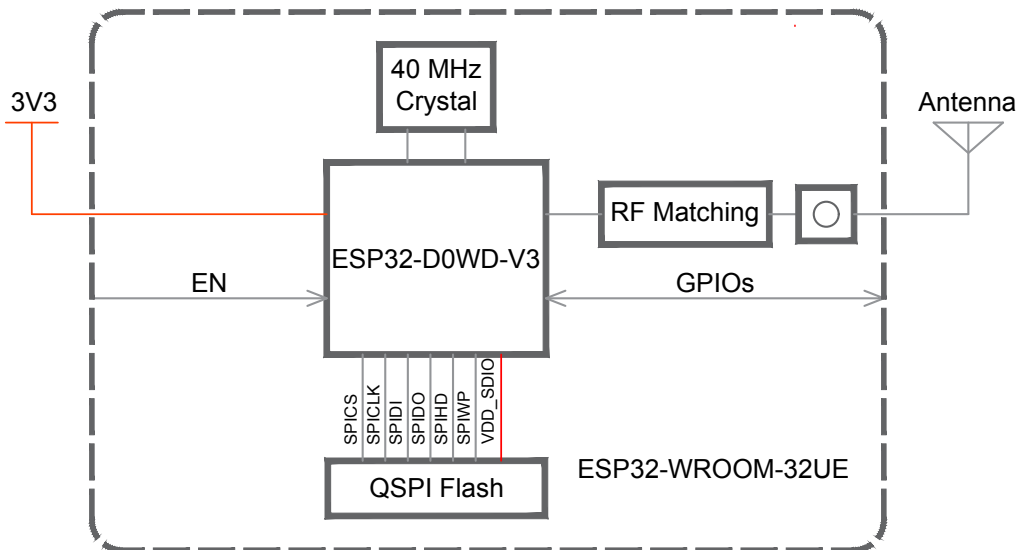 40 MHz
Crystal
3V3
Antenna
RF Matching
ESP32-D0WD-V3
EN
GPIOs
SPICS
SPICLK
SPIDI
SPIDO
SPIHD
SPIWP
VDD_SDIO
QSPI Flash
ESP32-WROOM-32UE